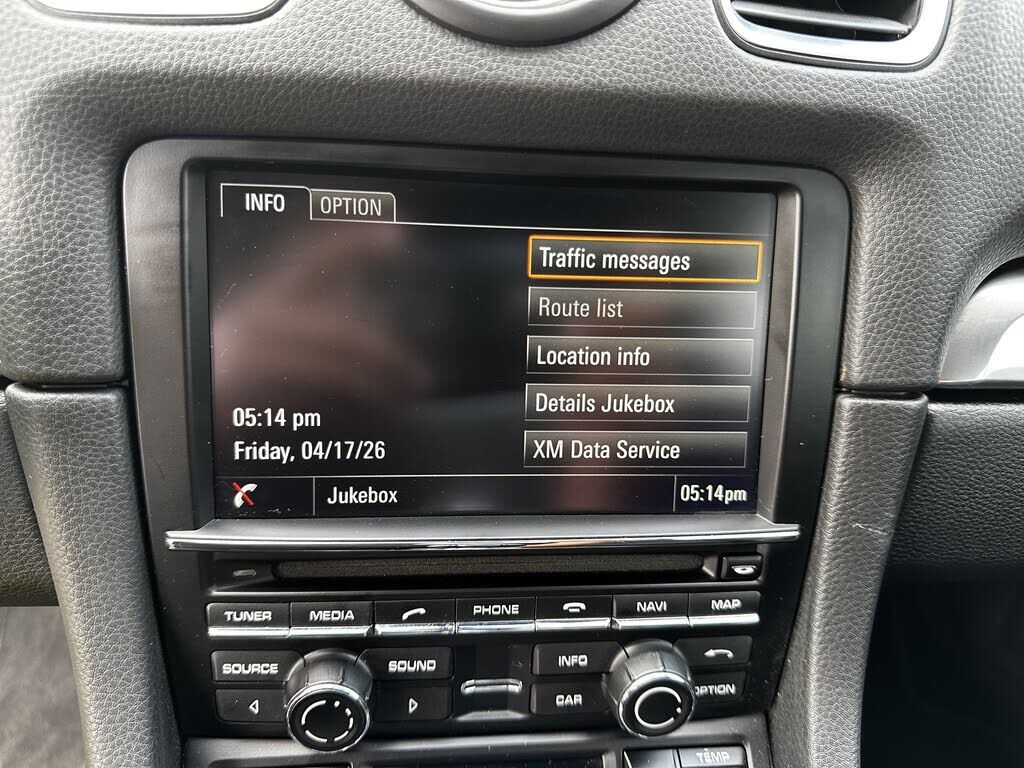 INFO OPTION
Traffic messages
Route list
Location info
Details Jukebox
XM Data Service
05:14 pm
Friday, 04/17/26
Jukebox 05:14pm
TUNER MEDIA PHONE NAVI MAP
SOURCE SOUND INFO
CAR OPTION
TEMP